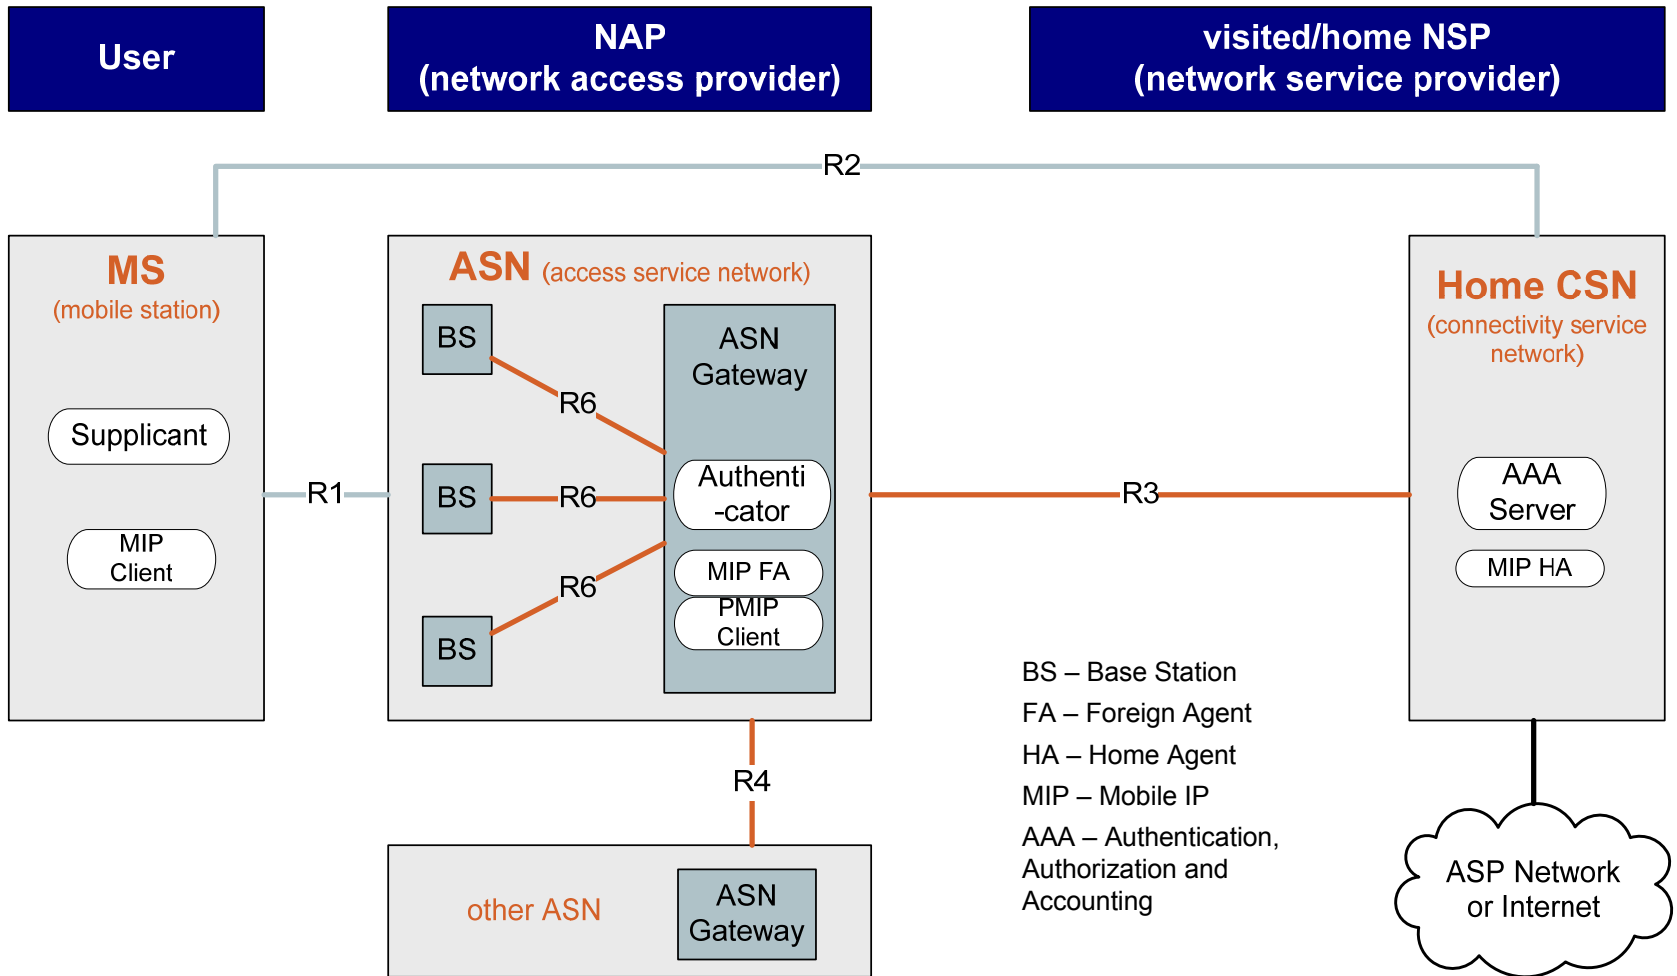 User
NAP
(network access provider)
visited/home NSP
(network service provider)
R2
MS
(mobile station)
Supplicant
MIP
Client
R1
ASN (access service network)
BS
BS
BS
R6
R6
R6
ASN
Gateway
Authenti
-cator
MIP FA
PMIP
Client
R3
Home CSN
(connectivity service
network)
AAA
Server
MIP HA
R4
other ASN
ASN
Gateway
BS – Base Station
FA – Foreign Agent
HA – Home Agent
MIP – Mobile IP
AAA – Authentication,
Authorization and
Accounting
ASP Network
or Internet